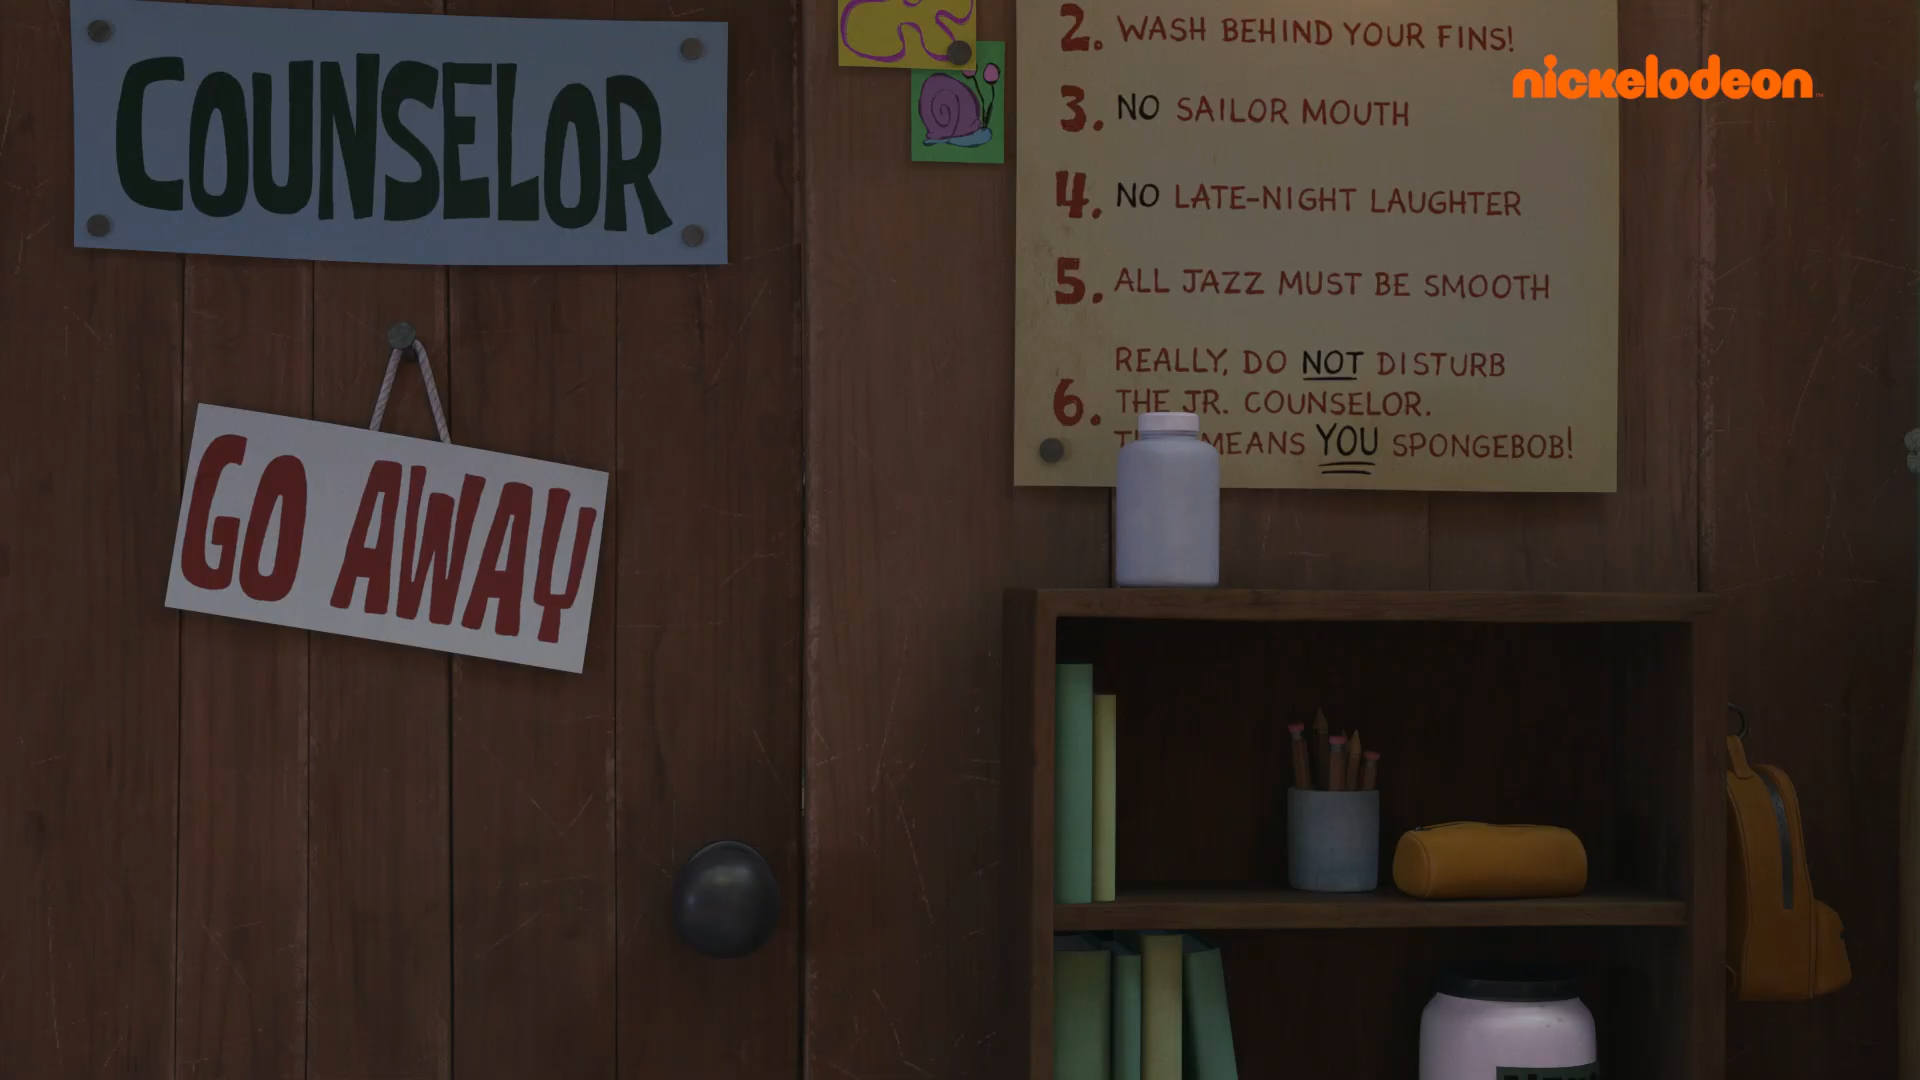 COUNSELOR
GO AWAY
2. WASH BEHIND YOUR FINS!
3. NO SAILOR MOUTH
4. NO LATE-NIGHT LAUGHTER
5. ALL JAZZ MUST BE SMOOTH
6. REALLY, DO NOT DISTURB
THE JR. COUNSELOR.
MEANS YOU SPONGEBOB!
nickelodeon